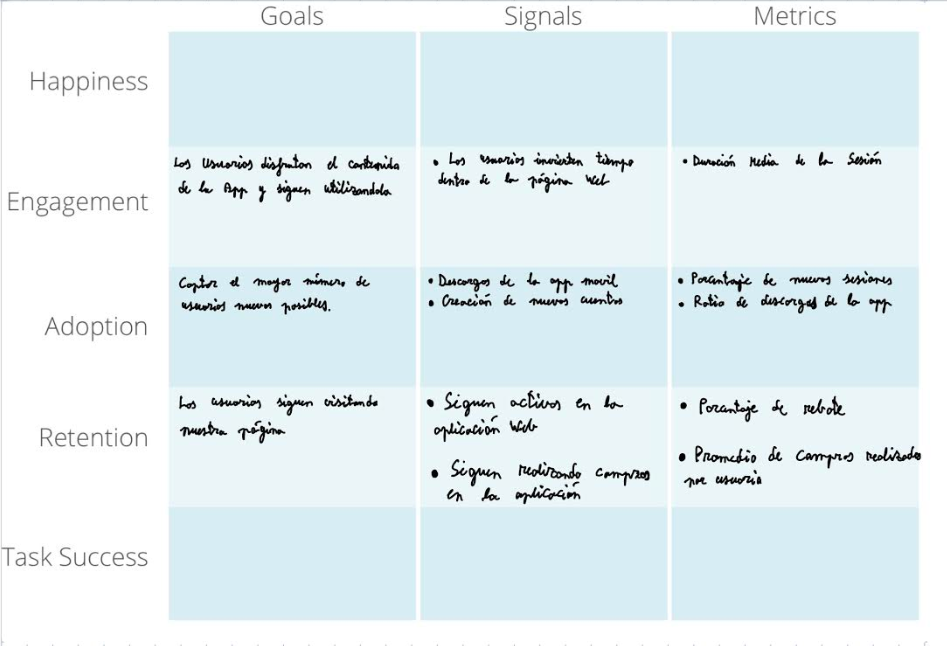 Goals Signals Metrics
Happiness
Engagement
Los Usuarios disfrutan el contenido
de la App y siguen utilizandola
• Los usuarios invierten tiempo
dentro de la página Web
• Duración Media de la Sesión
Adoption
Captar el mayor número de
usuarios nuevos posibles.
• Descargas de la app movil
• Creación de nuevas cuentas
• Porcentaje de nuevas sesiones
• Ratio de descargas de la app
Retention
Los usuarios siguen visitando
nuestra página
• Siguen activos en la
aplicación Web
• Siguen realizando compras
en la aplicación
• Porcentaje de rebote
• Promedio de compras realizadas
por usuario
Task Success